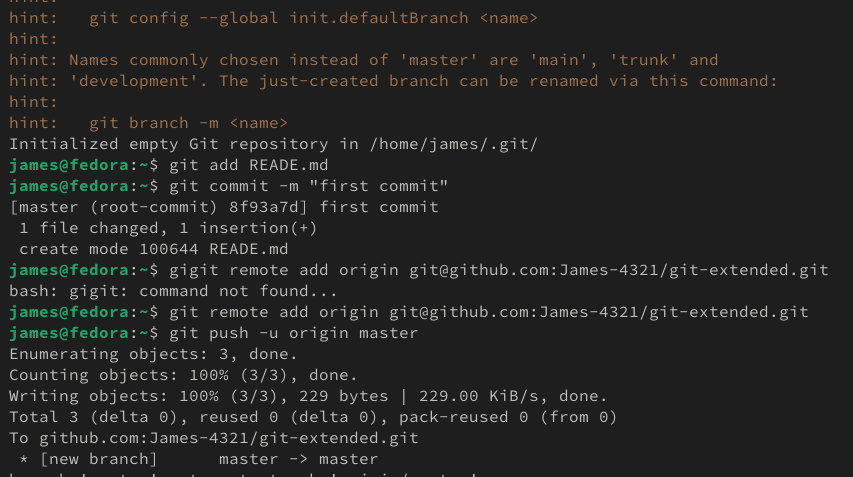 hint:
hint:   git config --global init.defaultBranch <name>
hint:
hint: Names commonly chosen instead of 'master' are 'main', 'trunk' and
hint: 'development'. The just-created branch can be renamed via this command:
hint:
hint:   git branch -m <name>
Initialized empty Git repository in /home/james/.git/
james@fedora:~$ git add READE.md
james@fedora:~$ git commit -m "first commit"
[master (root-commit) 8f93a7d] first commit
 1 file changed, 1 insertion(+)
 create mode 100644 READE.md
james@fedora:~$ gigit remote add origin git@github.com:James-4321/git-extended.git
bash: gigit: command not found...
james@fedora:~$ git remote add origin git@github.com:James-4321/git-extended.git
james@fedora:~$ git push -u origin master
Enumerating objects: 3, done.
Counting objects: 100% (3/3), done.
Writing objects: 100% (3/3), 229 bytes | 229.00 KiB/s, done.
Total 3 (delta 0), reused 0 (delta 0), pack-reused 0 (from 0)
To github.com:James-4321/git-extended.git
 * [new branch]      master -> master